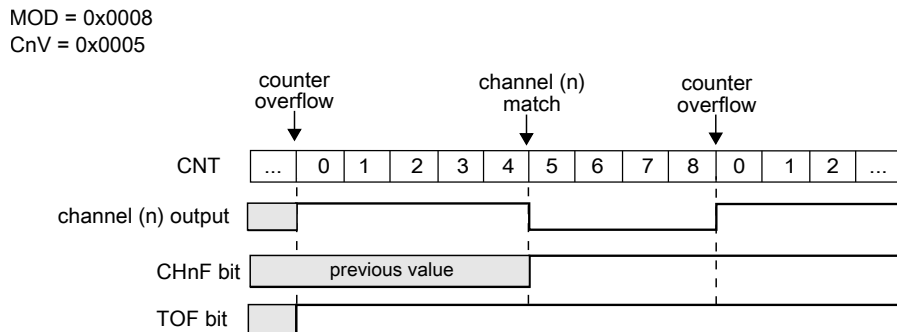 MOD = 0x0008
CnV = 0x0005
counter overflow
channel (n) match
counter overflow
CNT ... 0 1 2 3 4 5 6 7 8 0 1 2 ...
channel (n) output
CHnF bit previous value
TOF bit